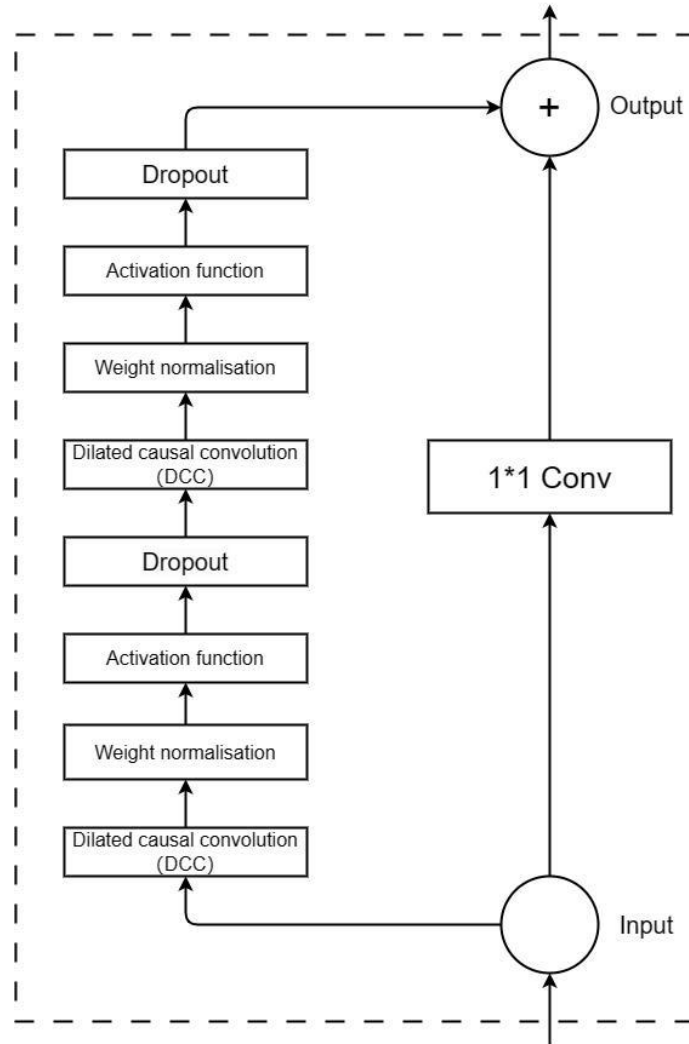 +
Output
Dropout
Activation function
Weight normalisation
Dilated causal convolution
(DCC)
1*1 Conv
Dropout
Activation function
Weight normalisation
Dilated causal convolution
(DCC)
Input